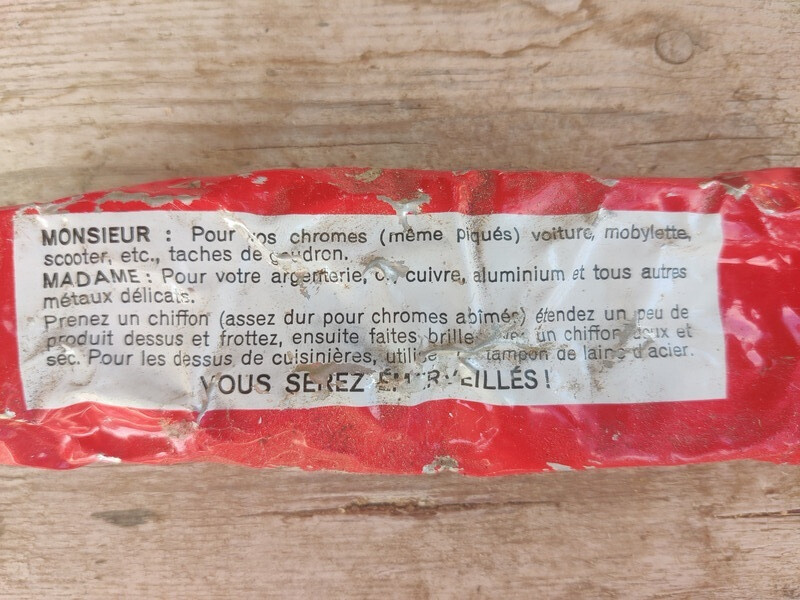 MONSIEUR : Pour vos chromes (même piqués) voiture, mobylette,
scooter, etc., taches de goudron.
MADAME : Pour votre argenterie, cuivre, aluminium et tous autres
métaux délicats.
Prenez un chiffon (assez dur pour chromes abîmés) étendez un peu de
produit dessus et frottez, ensuite faites briller avec un chiffon doux et
sec. Pour les dessus de cuisinières, utilisez tampon de laine d'acier.
VOUS SEREZ ÉMERVEILLÉS !